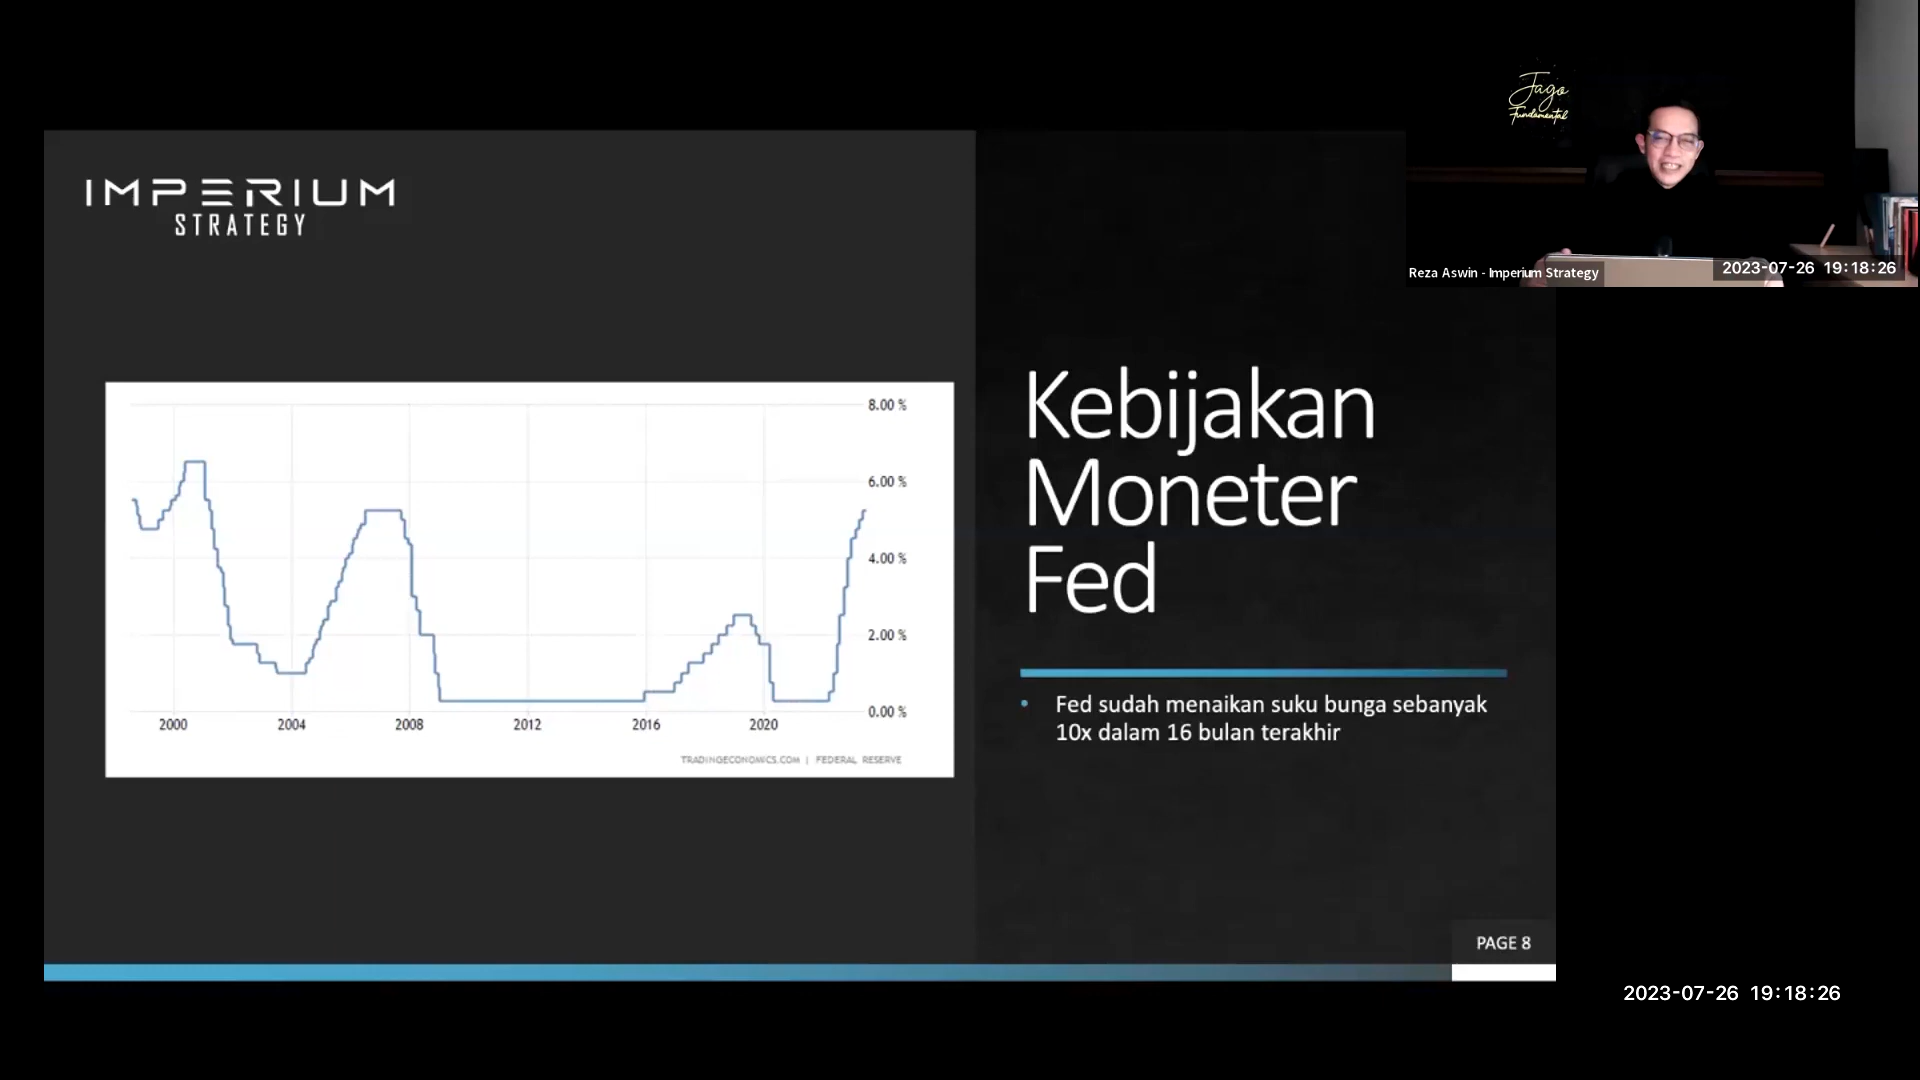 Jago
Fundamental
IMPERIUM
STRATEGY
Reza Aswin - Imperium Strategy
2023-07-26 19:18:26
8.00 %
6.00 %
4.00 %
2.00 %
0.00 %
2000 2004 2008 2012 2016 2020
TRADINGECONOMICS.COM | FEDERAL RESERVE
Kebijakan
Moneter
Fed
• Fed sudah menaikan suku bunga sebanyak
10x dalam 16 bulan terakhir
PAGE 8
2023-07-26 19:18:26